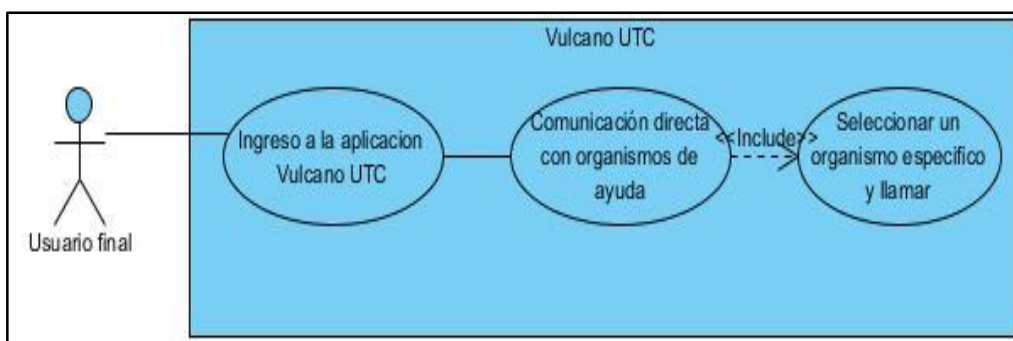 Vulcano UTC
Ingreso a la aplicacion
Vulcano UTC
Comunicación directa
con organismos de
ayuda
<<Include>>
Seleccionar un
organismo específico
y llamar
Usuario final